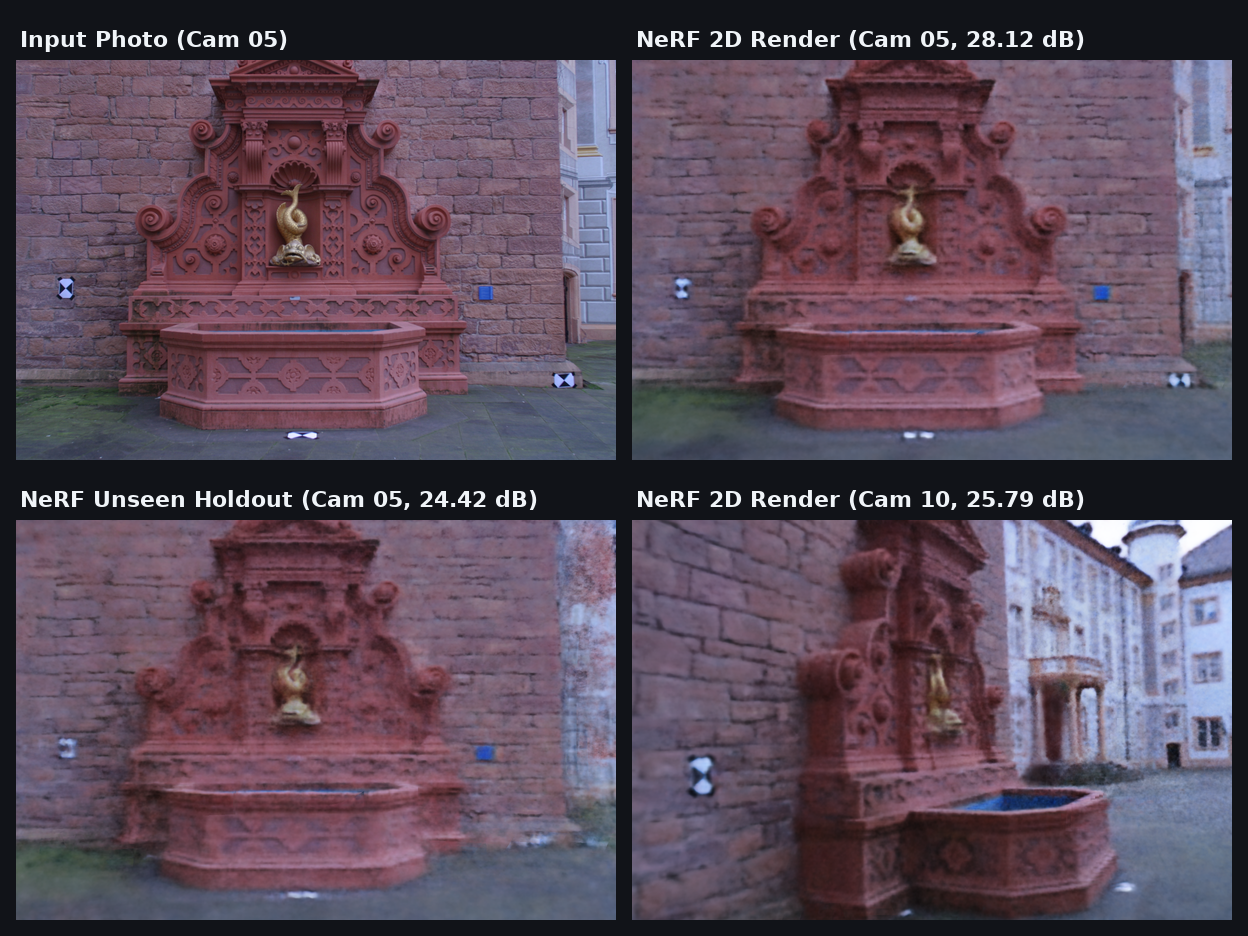 Input Photo (Cam 05)
NeRF 2D Render (Cam 05, 28.12 dB)
NeRF Unseen Holdout (Cam 05, 24.42 dB)
NeRF 2D Render (Cam 10, 25.79 dB)